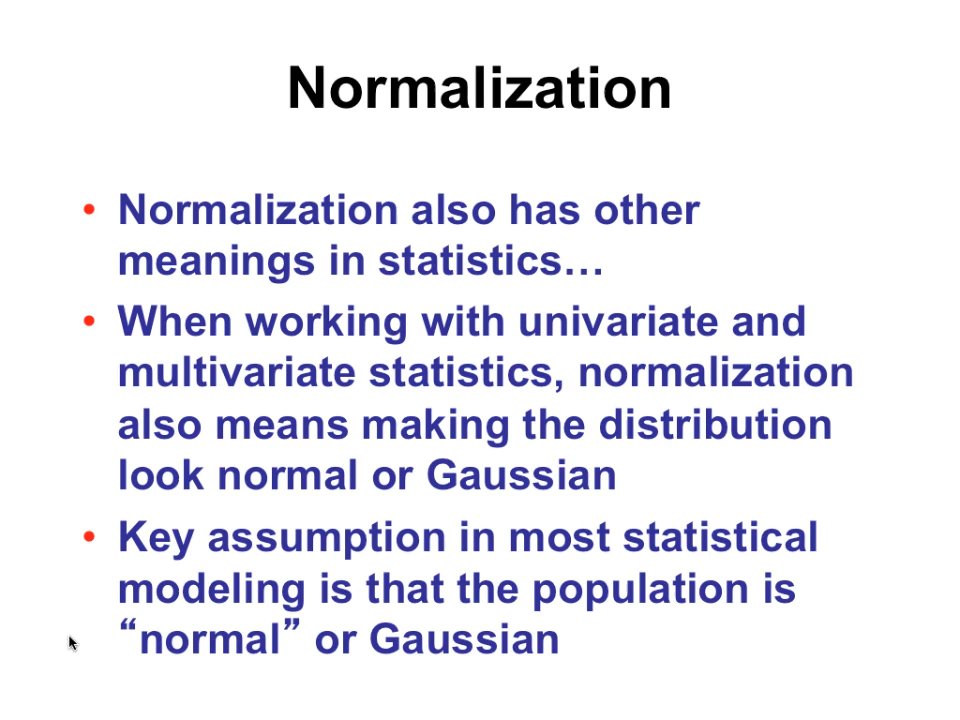 Normalization
• Normalization also has other
meanings in statistics…
• When working with univariate and
multivariate statistics, normalization
also means making the distribution
look normal or Gaussian
• Key assumption in most statistical
modeling is that the population is
“normal” or Gaussian